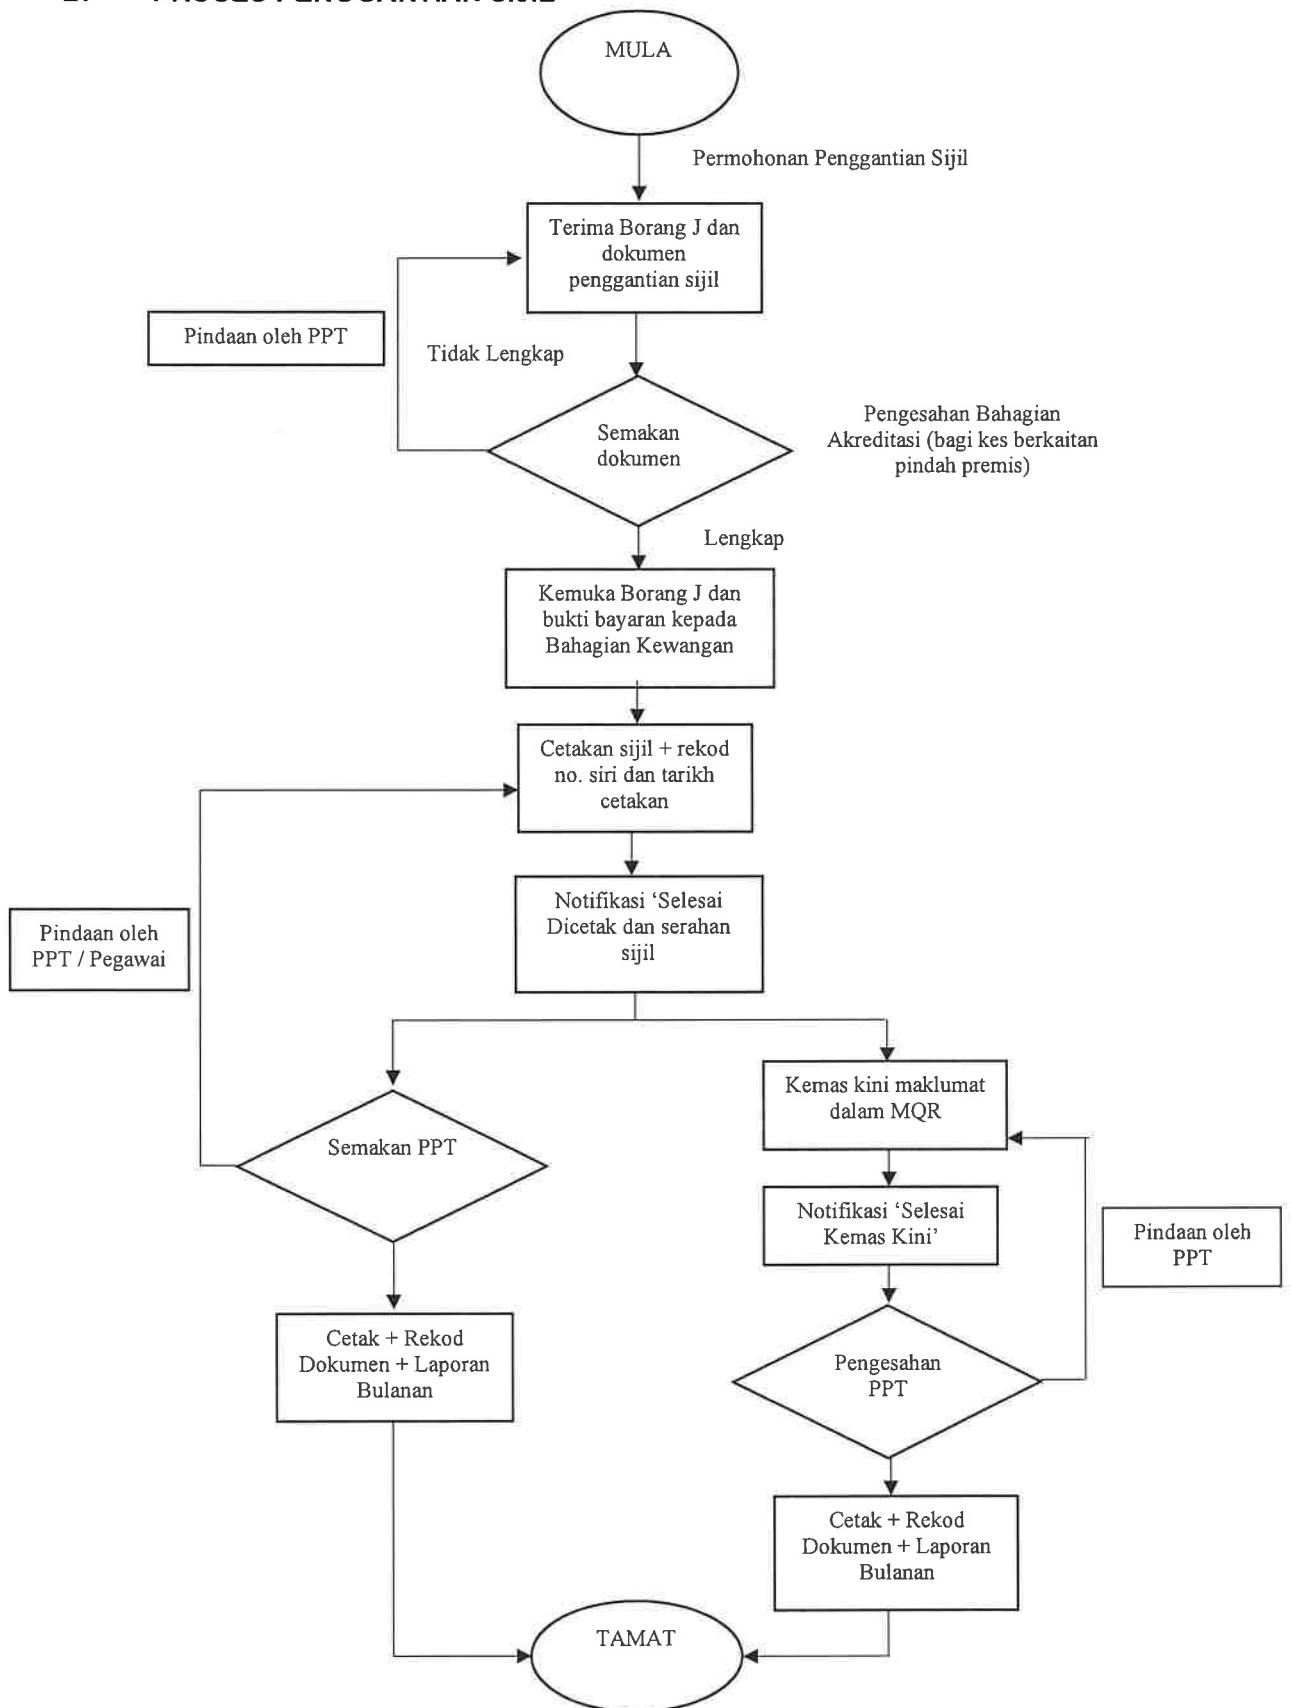 MULA
Permohonan Penggantian Sijil
Terima Borang J dan
dokumen
penggantian sijil
Pindaan oleh PPT
Tidak Lengkap
Semakan
dokumen
Pengesahan Bahagian
Akreditasi (bagi kes berkaitan
pindah premis)
Lengkap
Kemuka Borang J dan
bukti bayaran kepada
Bahagian Kewangan
Cetakan sijil + rekod
no. siri dan tarikh
cetakan
Notifikasi ‘Selesai
Dicetak dan serahan
sijil
Pindaan oleh
PPT / Pegawai
Semakan PPT
Kemas kini maklumat
dalam MQR
Notifikasi ‘Selesai
Kemas Kini’
Pindaan oleh
PPT
Pengesahan
PPT
Cetak + Rekod
Dokumen + Laporan
Bulanan
Cetak + Rekod
Dokumen + Laporan
Bulanan
TAMAT